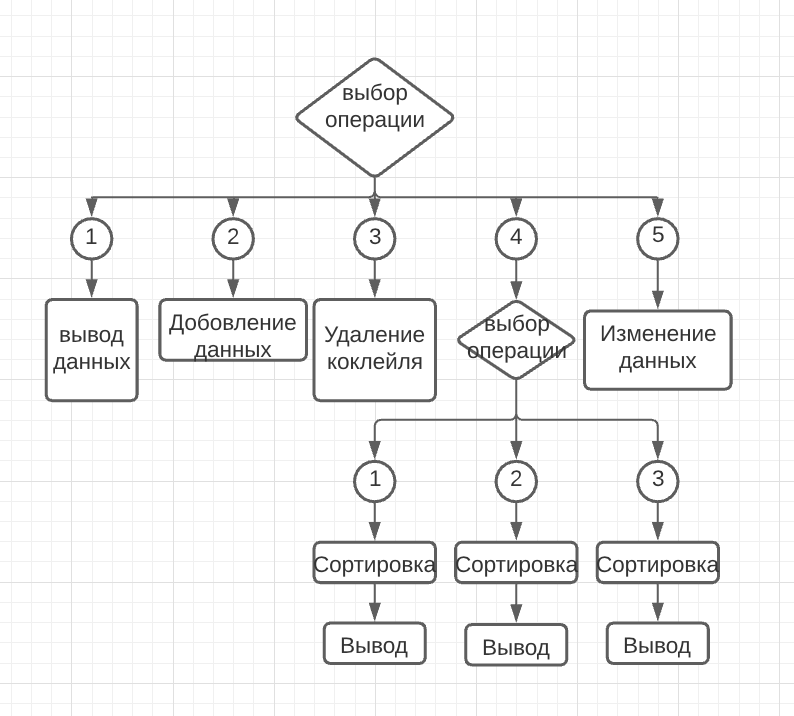 выбор
операции
1
2
3
4
5
вывод
данных
Добовление
данных
Удаление
коклейля
выбор
операции
Изменение
данных
1
2
3
Сортировка
Сортировка
Сортировка
Вывод
Вывод
Вывод